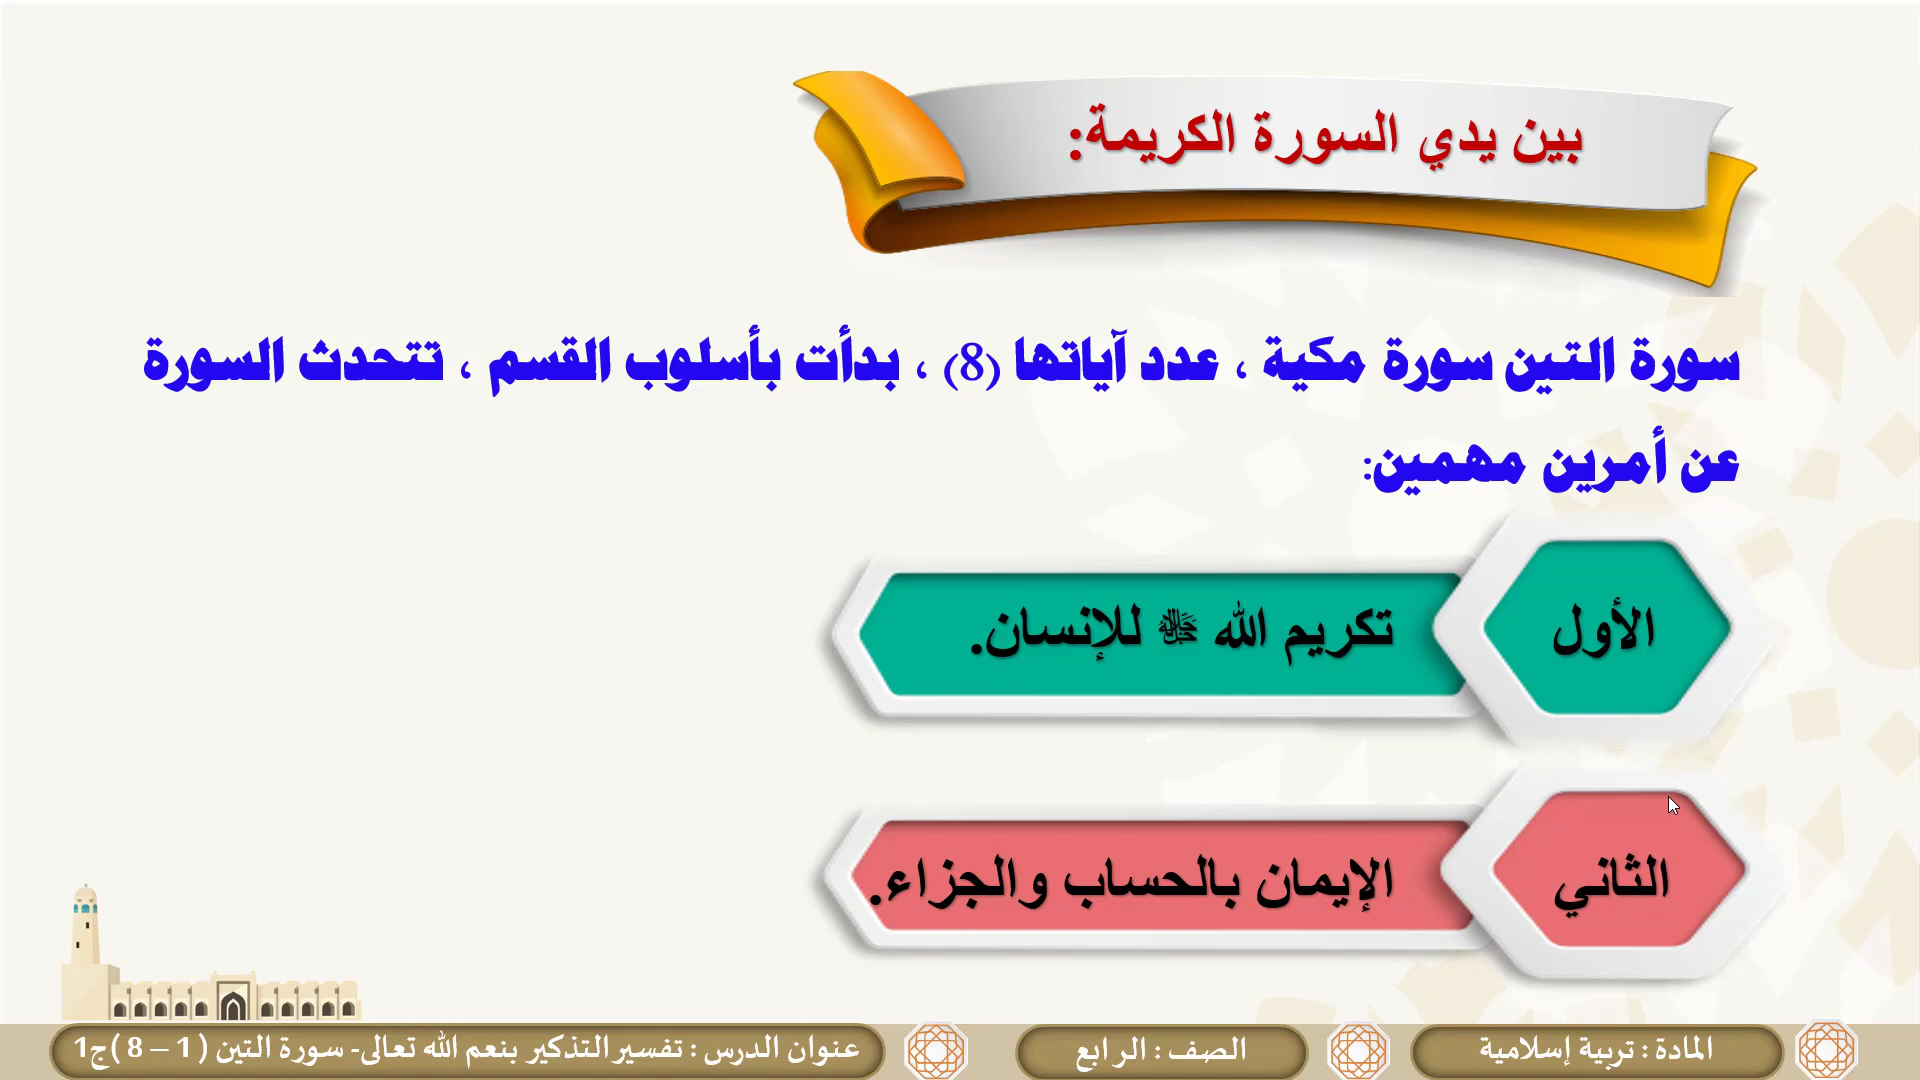 بين يدي السورة الكريمة:
سورة التين سورة مكية ، عدد آياتها (8) ، بدأت بأسلوب القسم ، تتحدث السورة
عن أمرين مهمين:
الأول
تكريم الله ﷻ للإنسان.
الثاني
الإيمان بالحساب والجزاء.
المادة : تربية إسلامية
الصف : الرابع
عنوان الدرس : تفسير التذكير بنعم الله تعالى- سورة التين ( 1 – 8 )ج1